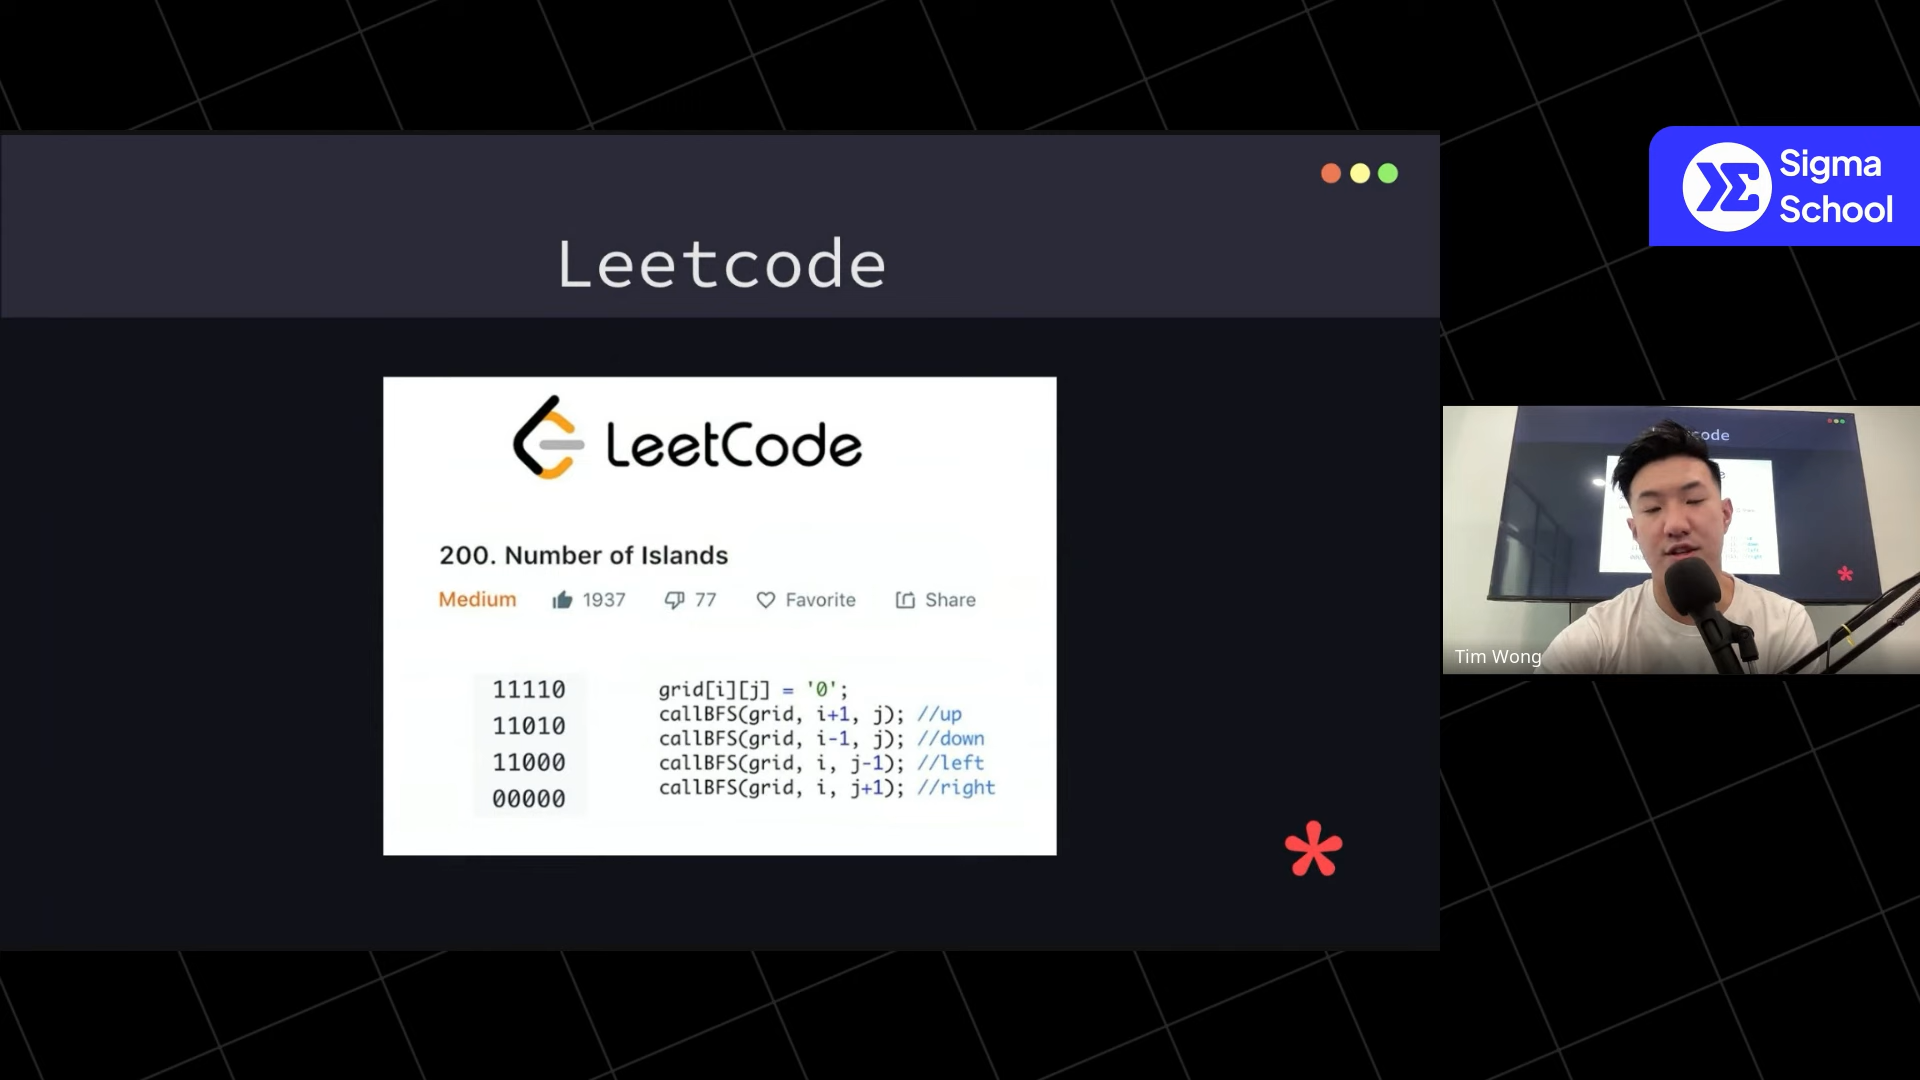 Sigma
School
Leetcode
LeetCode
200. Number of Islands
Medium 1937 77 Favorite Share
11110
11010
11000
00000
grid[i][j] = '0';
callBFS(grid, i+1, j); //up
callBFS(grid, i-1, j); //down
callBFS(grid, i, j-1); //left
callBFS(grid, i, j+1); //right
*
code
Tim Wong